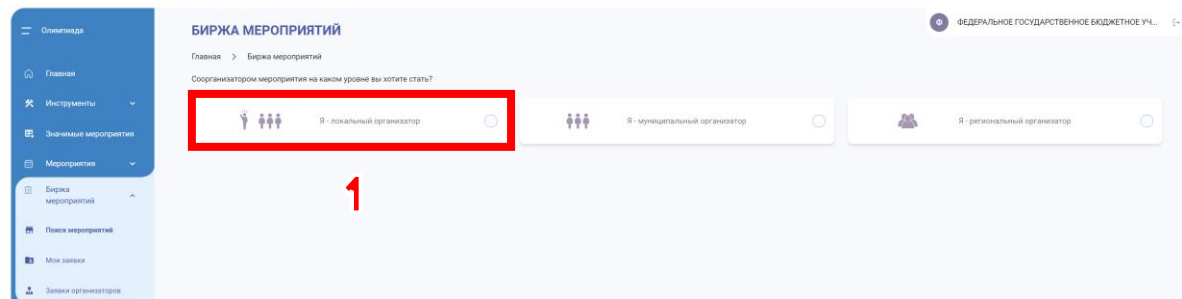 Олимпиада
БИРЖА МЕРОПРИЯТИЙ
Ф ФЕДЕРАЛЬНОЕ ГОСУДАРСТВЕННОЕ БЮДЖЕТНОЕ УЧ...
Главная > Биржа мероприятий
Соорганизатором мероприятия на каком уровне вы хотите стать?
Главная
Инструменты
Значимые мероприятия
Мероприятия
Биржа
мероприятий
Поиск мероприятий
Мои заявки
Заявки организаторов
Я - локальный организатор
Я - муниципальный организатор
Я - региональный организатор
1